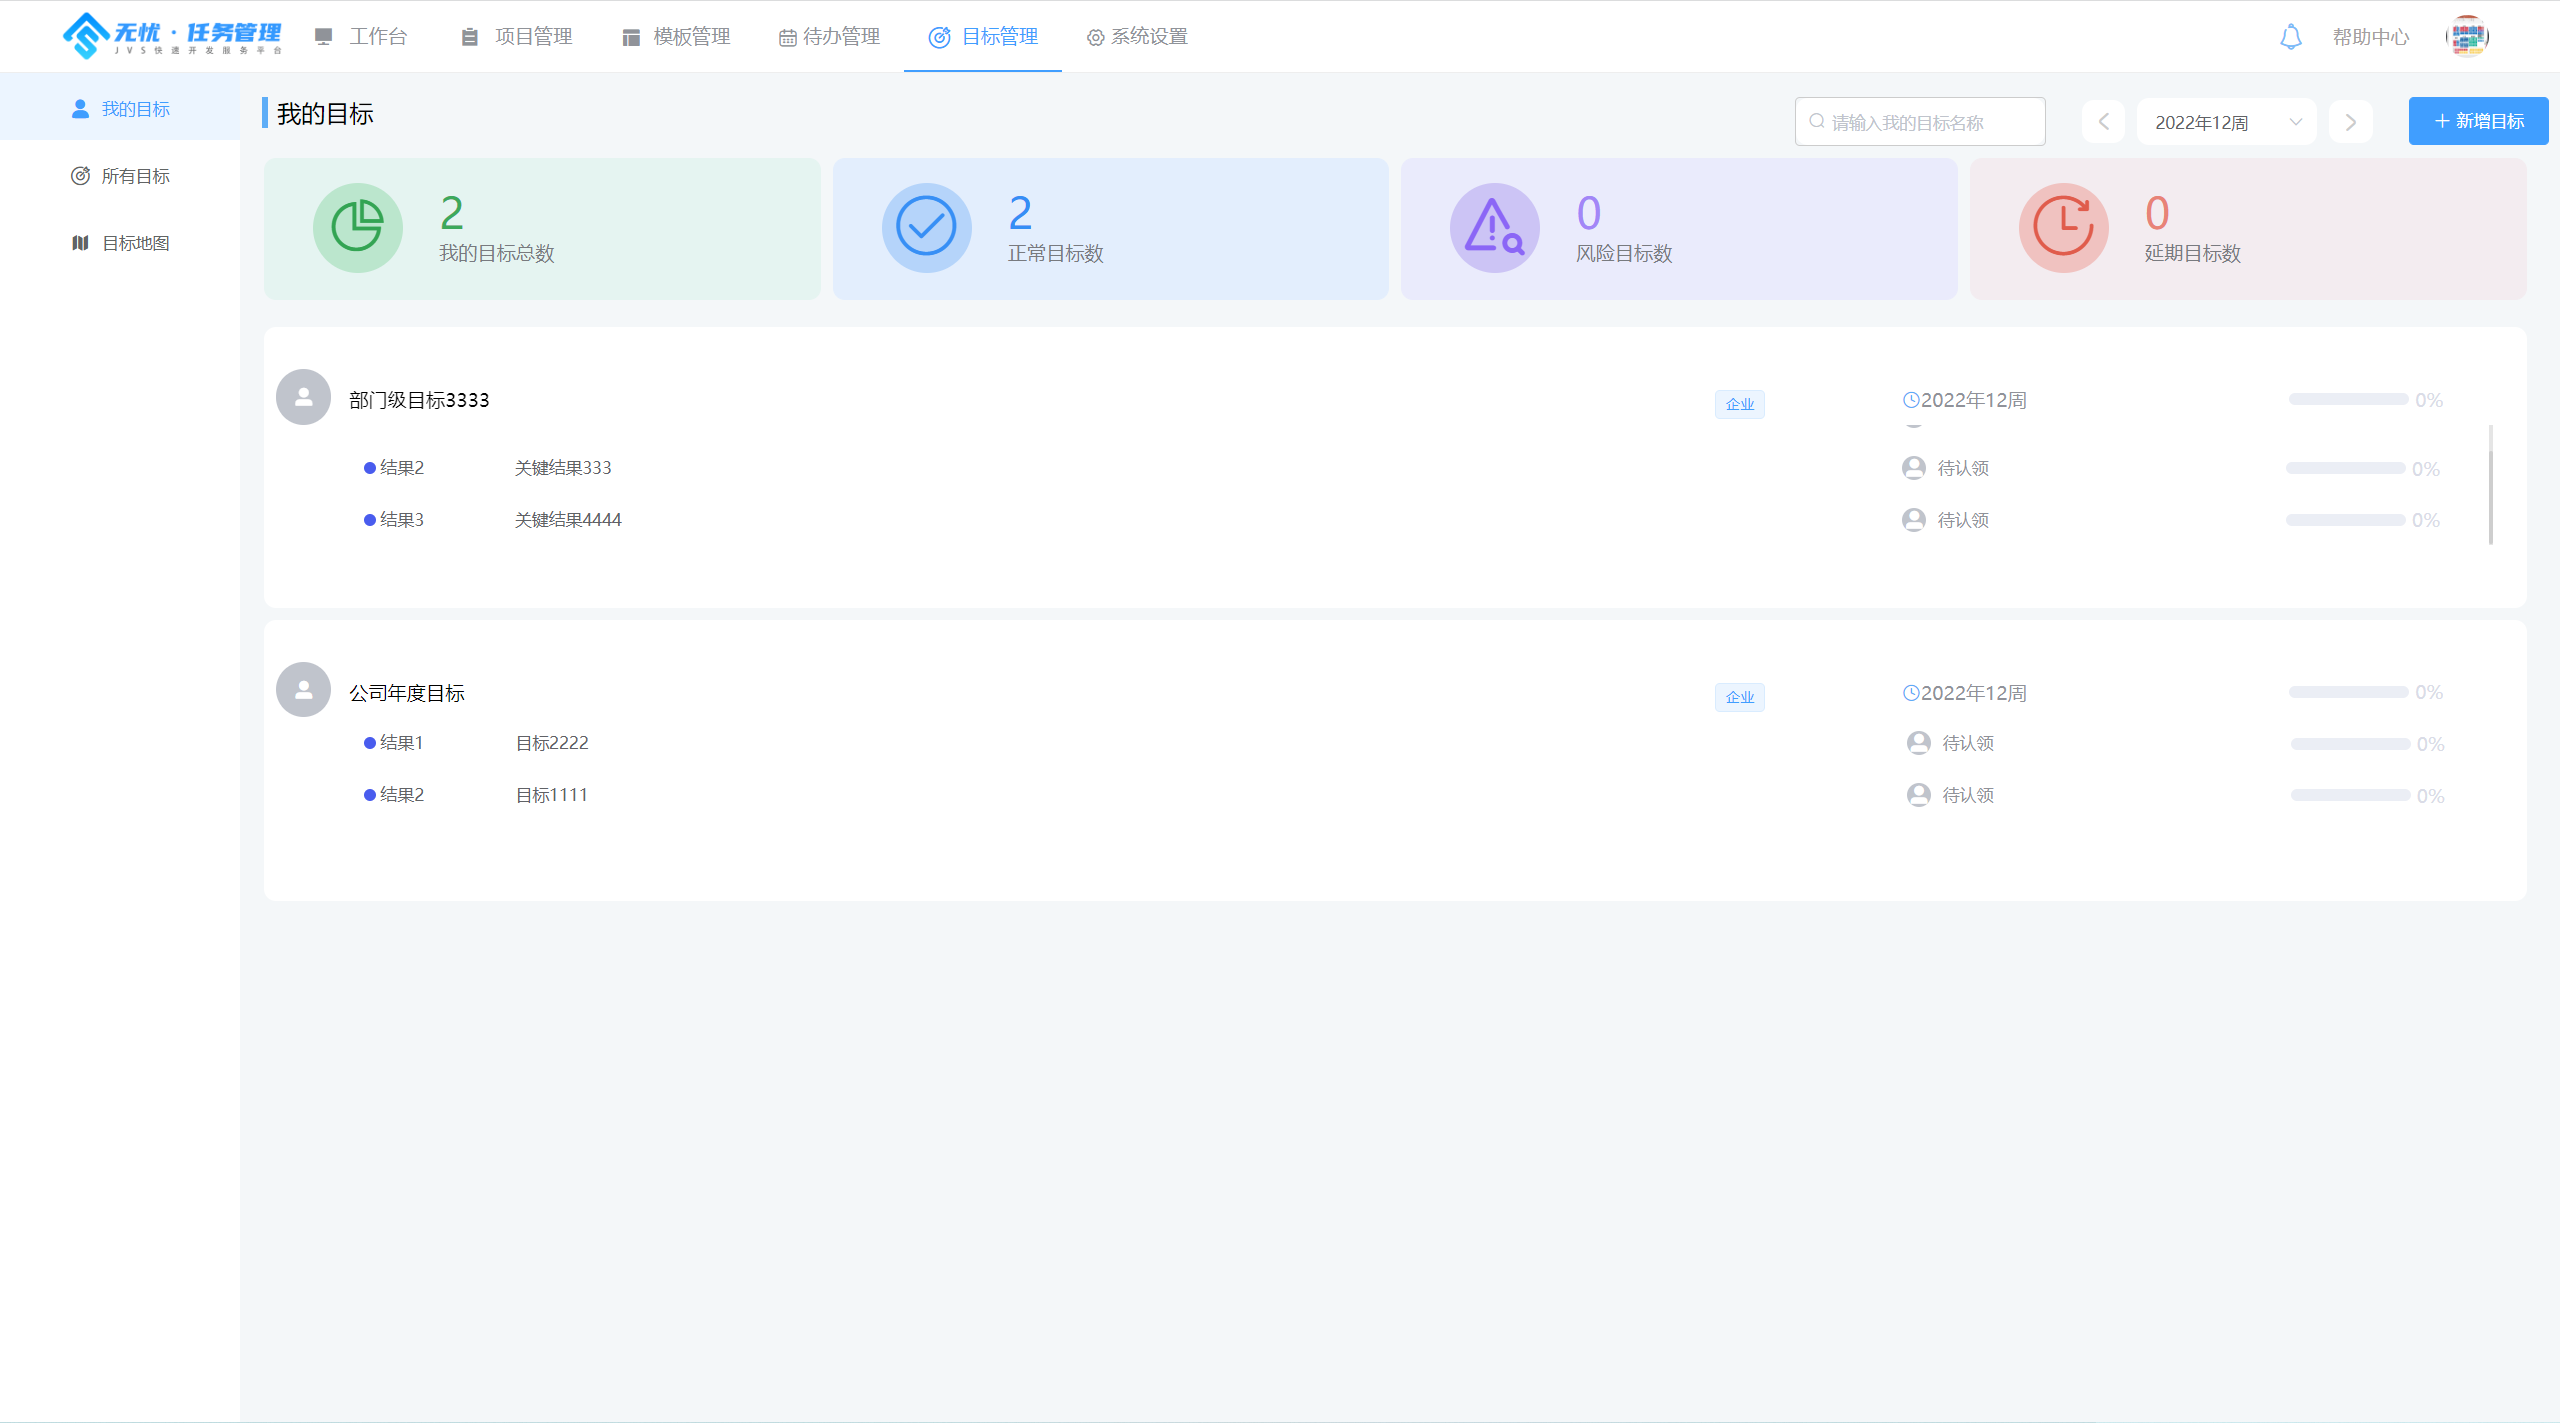 无忧·任务管理
JVS快速开发服务平台
工作台 项目管理 模板管理 待办管理 目标管理 系统设置 帮助中心
我的目标
所有目标
目标地图
我的目标 请输入我的目标名称 2022年12周 新增目标
2 2 0 0
我的目标总数 正常目标数 风险目标数 延期目标数
部门级目标3333 企业 2022年12周 0%
结果2 关键结果333 待认领 0%
结果3 关键结果4444 待认领 0%
公司年度目标 企业 2022年12周 0%
结果1 目标2222 待认领 0%
结果2 目标1111 待认领 0%